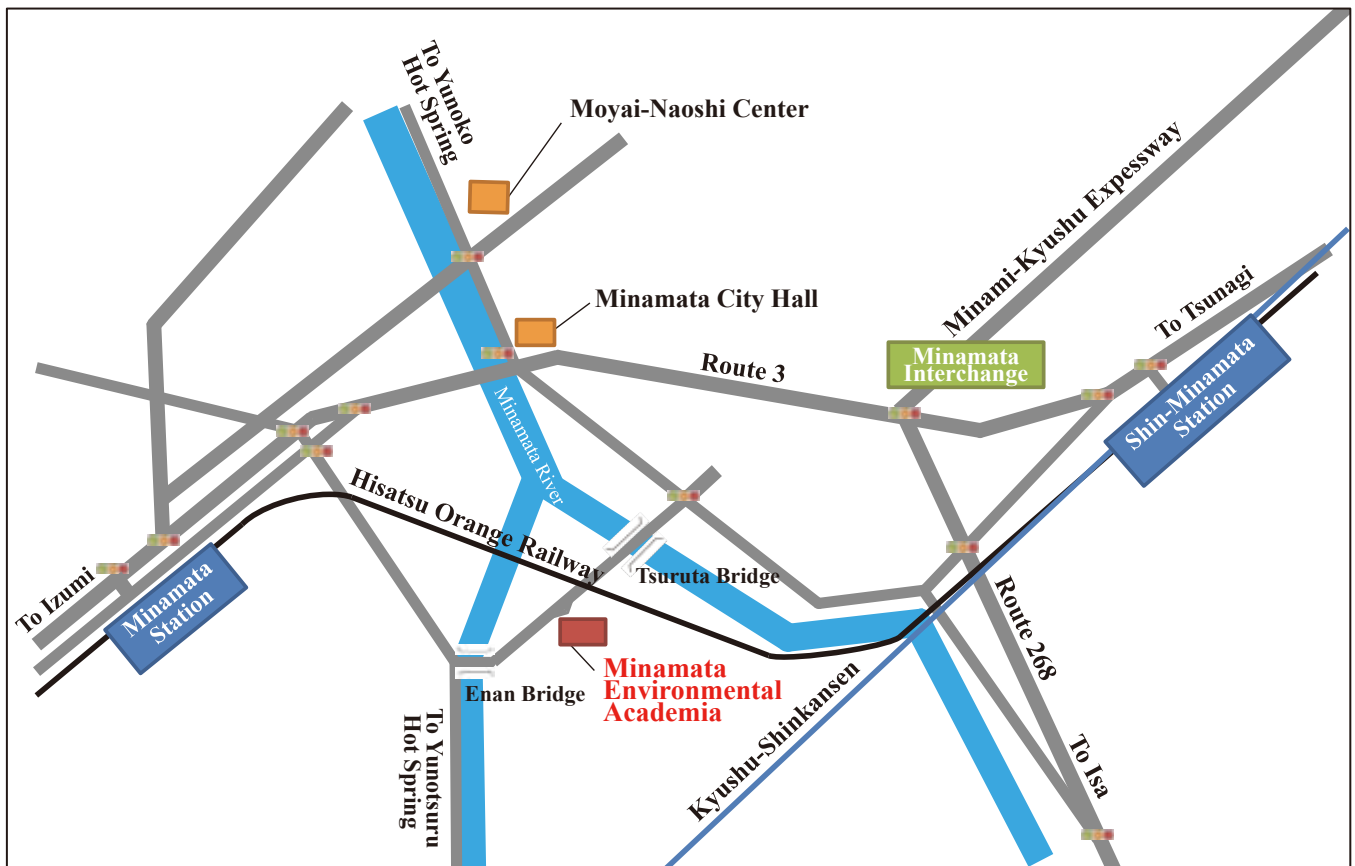 To Yunoko
Hot Spring
Moyai-Naoshi Center
Minami-Kyushu Expessway
Minamata City Hall
To Tsunagi
Route 3
Minamata
Interchange
Shin-Minamata
Station
Minamata River
Hisatsu Orange Railway
Tsuruta Bridge
To Izumi
Minamata
Station
Route 268
Minamata
Environmental
Academia
Enan Bridge
Kyushu-Shinkansen
To Yunotsuru
Hot Spring
To Isa